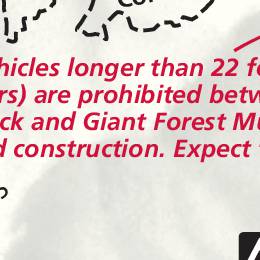 hicles longer than 22 f
rs) are prohibited betw
ck and Giant Forest Mu
d construction. Expect